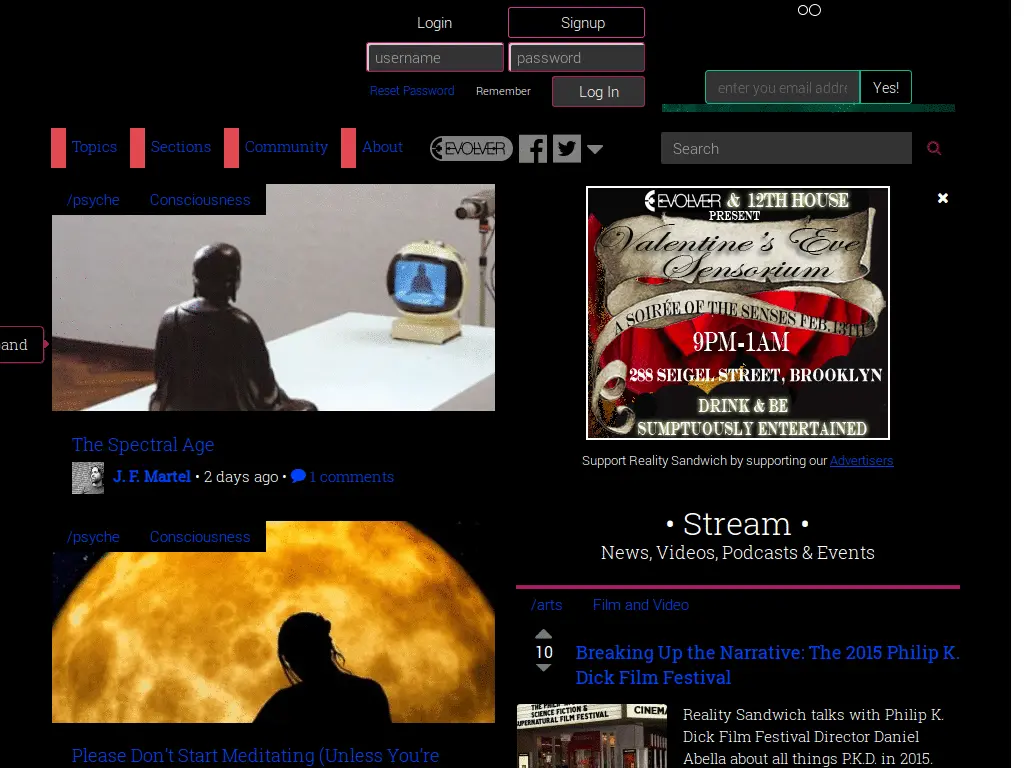 Login
Signup
username
password
Reset Password
Remember
Log In
enter you email addre
Yes!
Topics
Sections
Community
About
EVOLVER
Search
/psyche
Consciousness
and
The Spectral Age
J. F. Martel • 2 days ago • 1 comments
/psyche
Consciousness
Please Don't Start Meditating (Unless You're
EVOLVER & 12TH HOUSE
PRESENT
Valentine's Eve
Sensorium
A SOIRÉE OF THE SENSES FEB. 13TH
9PM-1AM
288 SEIGEL STREET, BROOKLYN
DRINK & BE
SUMPTUOUSLY ENTERTAINED
Support Reality Sandwich by supporting our Advertisers
• Stream •
News, Videos, Podcasts & Events
/arts
Film and Video
10
Breaking Up the Narrative: The 2015 Philip K.
Dick Film Festival
SCIENCE FICTION &
SUPERNATURAL FILM FESTIVAL
CINEMA
Reality Sandwich talks with Philip K.
Dick Film Festival Director Daniel
Abella about all things P.K.D. in 2015.